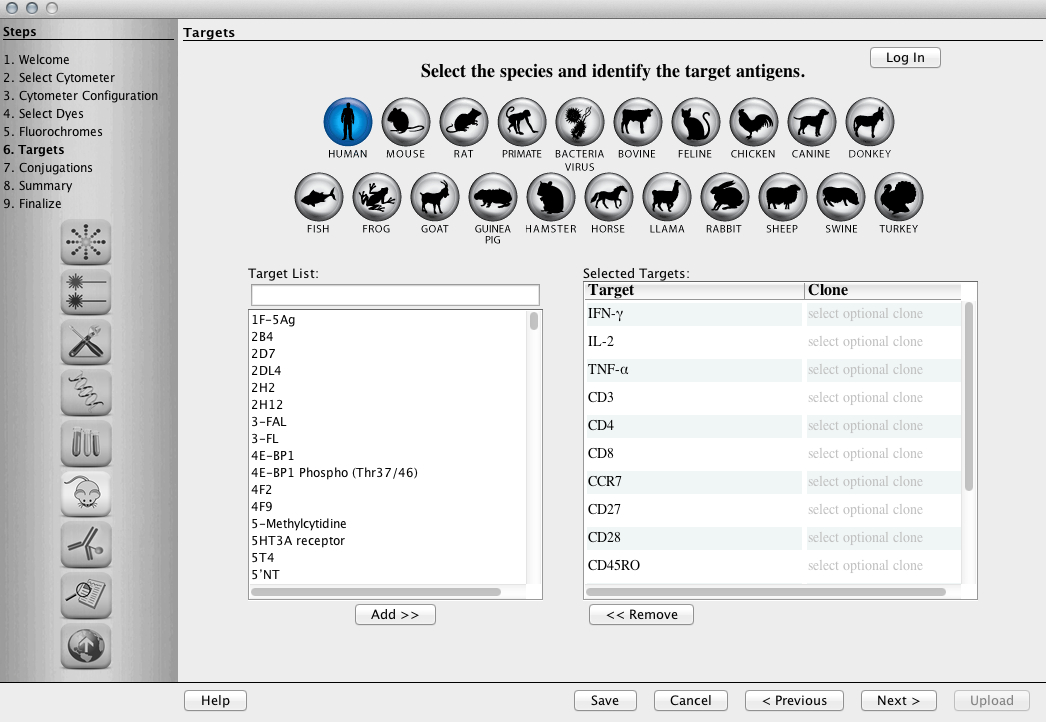 Steps
1. Welcome
2. Select Cytometer
3. Cytometer Configuration
4. Select Dyes
5. Fluorochromes
6. Targets
7. Conjugations
8. Summary
9. Finalize
Targets
Log In
Select the species and identify the target antigens.
HUMAN MOUSE RAT PRIMATE BACTERIA VIRUS BOVINE FELINE CHICKEN CANINE DONKEY
FISH FROG GOAT GUINEA PIG HAMSTER HORSE LLAMA RABBIT SHEEP SWINE TURKEY
Target List:
1F-5Ag
2B4
2D7
2DL4
2H2
2H12
3-FAL
3-FL
4E-BP1
4E-BP1 Phospho (Thr37/46)
4F2
4F9
5-Methylcytidine
5HT3A receptor
5T4
5'NT
Add >>
Selected Targets:
Target Clone
IFN-γ select optional clone
IL-2 select optional clone
TNF-α select optional clone
CD3 select optional clone
CD4 select optional clone
CD8 select optional clone
CCR7 select optional clone
CD27 select optional clone
CD28 select optional clone
CD45RO select optional clone
<< Remove
Help Save Cancel < Previous Next > Upload